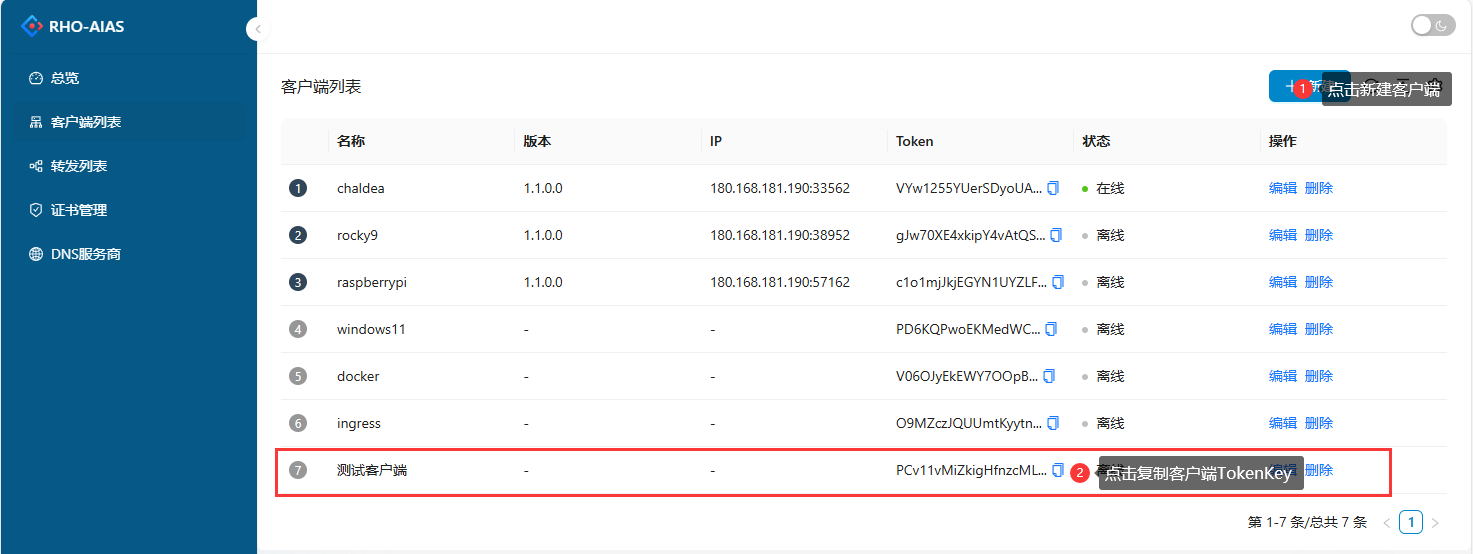 RHO-AIAS
总览
客户端列表
转发列表
证书管理
DNS服务商
客户端列表
1 点击新建客户端
名称 版本 IP Token 状态 操作
1 chaldea 1.1.0.0 180.168.181.190:33562 VYw1255YUerSDyoUA... 在线 编辑 删除
2 rocky9 1.1.0.0 180.168.181.190:38952 gJw70XE4xkipY4vAtQS... 离线 编辑 删除
3 raspberrypi 1.1.0.0 180.168.181.190:57162 c1o1mjJkjEGYN1UYZLF... 离线 编辑 删除
4 windows11 - - PD6KQPwoEKMedWC... 离线 编辑 删除
5 docker - - V06OJyEkEWY7OOpB... 离线 编辑 删除
6 ingress - - O9MZczJQUUmtKyytn... 离线 编辑 删除
7 测试客户端 - - PCv11vMiZkigHfnzcML... 2 点击复制客户端TokenKey 删除
第 1-7 条/总共 7 条 < 1 >